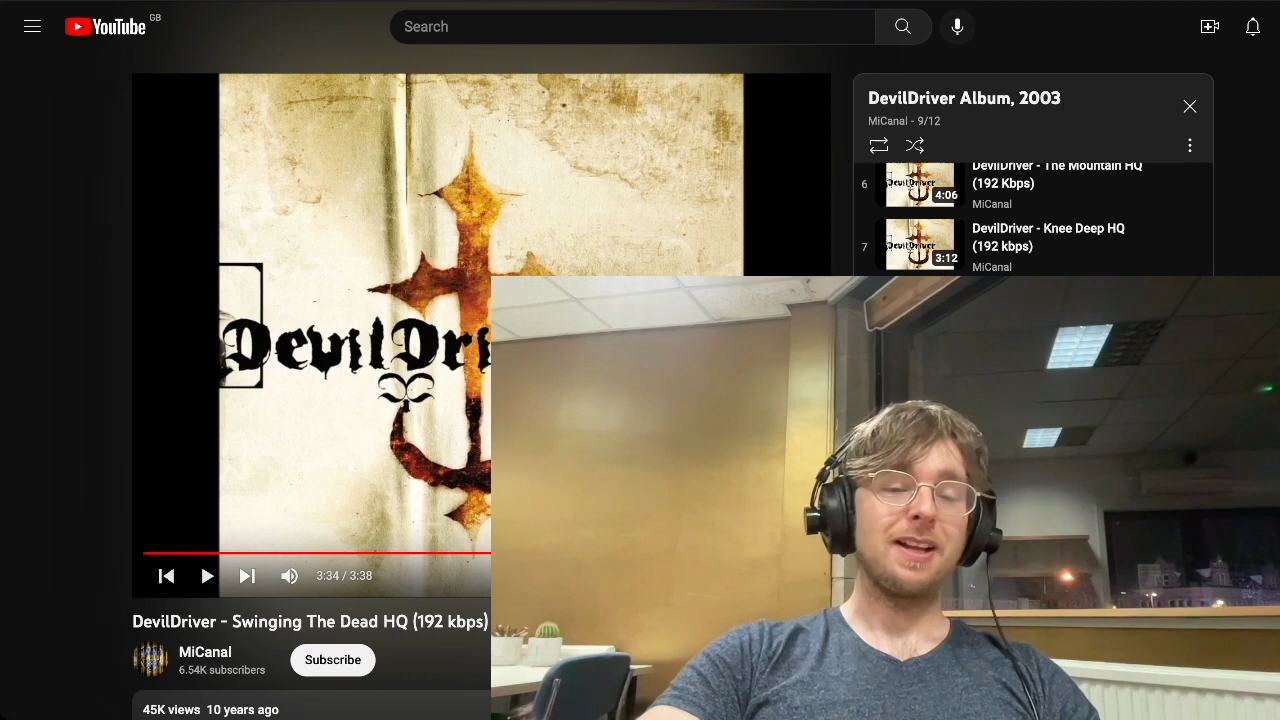 YouTube GB
Search
DevilDriver Album, 2003
MiCanal - 9/12
DevilDriver - The Mountain HQ
(192 Kbps)
MiCanal
6
4:06
DevilDriver
DevilDriver - Knee Deep HQ
(192 kbps)
MiCanal
7
3:12
DevilDriver
DevilDri
3:34 / 3:38
DevilDriver - Swinging The Dead HQ (192 kbps)
MiCanal
6.54K subscribers
Subscribe
45K views 10 years ago